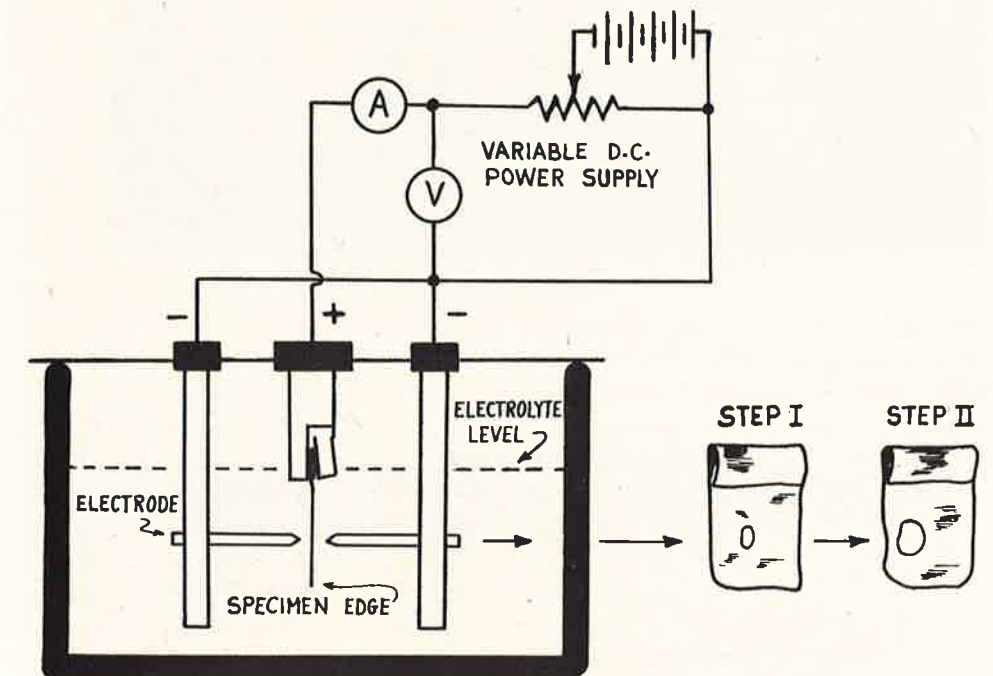 A
VARIABLE D.C.
POWER SUPPLY
V
− + −
ELECTRODE
ELECTROLYTE
LEVEL
SPECIMEN EDGE
STEP I
STEP II